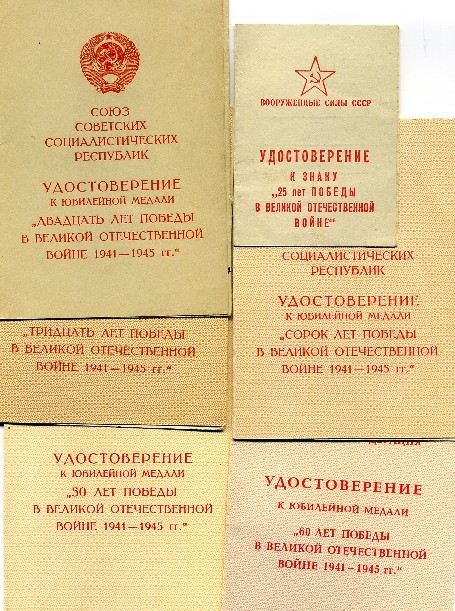 СОЮЗ
СОВЕТСКИХ
СОЦИАЛИСТИЧЕСКИХ
РЕСПУБЛИК
УДОСТОВЕРЕНИЕ
К ЮБИЛЕЙНОЙ МЕДАЛИ
„ДВАДЦАТЬ ЛЕТ ПОБЕДЫ
В ВЕЛИКОЙ ОТЕЧЕСТВЕННОЙ
ВОЙНЕ 1941—1945 гг.“
ВООРУЖЕННЫЕ СИЛЫ СССР
УДОСТОВЕРЕНИЕ
К ЗНАКУ
„25 лет ПОБЕДЫ
В ВЕЛИКОЙ ОТЕЧЕСТВЕННОЙ
ВОЙНЕ“
„ТРИДЦАТЬ ЛЕТ ПОБЕДЫ
В ВЕЛИКОЙ ОТЕЧЕСТВЕННОЙ
ВОЙНЕ 1941—1945 гг.“
СОЦИАЛИСТИЧЕСКИХ
РЕСПУБЛИК
УДОСТОВЕРЕНИЕ
К ЮБИЛЕЙНОЙ МЕДАЛИ
„СОРОК ЛЕТ ПОБЕДЫ
В ВЕЛИКОЙ ОТЕЧЕСТВЕННОЙ
ВОЙНЕ 1941—1945 гг.“
УДОСТОВЕРЕНИЕ
К ЮБИЛЕЙНОЙ МЕДАЛИ
„50 ЛЕТ ПОБЕДЫ
В ВЕЛИКОЙ ОТЕЧЕСТВЕННОЙ
ВОЙНЕ 1941—1945 гг.“
УДОСТОВЕРЕНИЕ
К ЮБИЛЕЙНОЙ МЕДАЛИ
„60 ЛЕТ ПОБЕДЫ
В ВЕЛИКОЙ ОТЕЧЕСТВЕННОЙ
ВОЙНЕ 1941—1945 гг.“